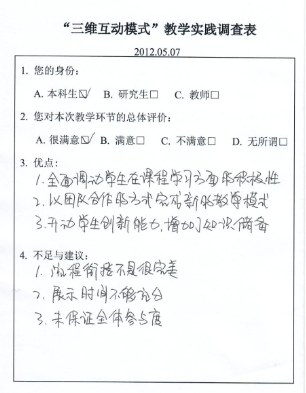 “三维互动模式”教学实践调查表
2012.05.07
1. 您的身份：
A. 本科生☑ B. 研究生□ C. 教师□
2. 您对本次教学环节的总体评价：
A. 很满意☑ B. 满意□ C. 不满意□ D. 无所谓□
3. 优点：
1. 全面调动学生在课程学习方面的积极性
2. 以团队合作的方式完成新的教学模式
3. 开动学生创新能力，增加了知识储备
4. 不足与建议：
1. 流程衔接不是很完美
2. 展示时间不够充分
3. 未保证全体参与度